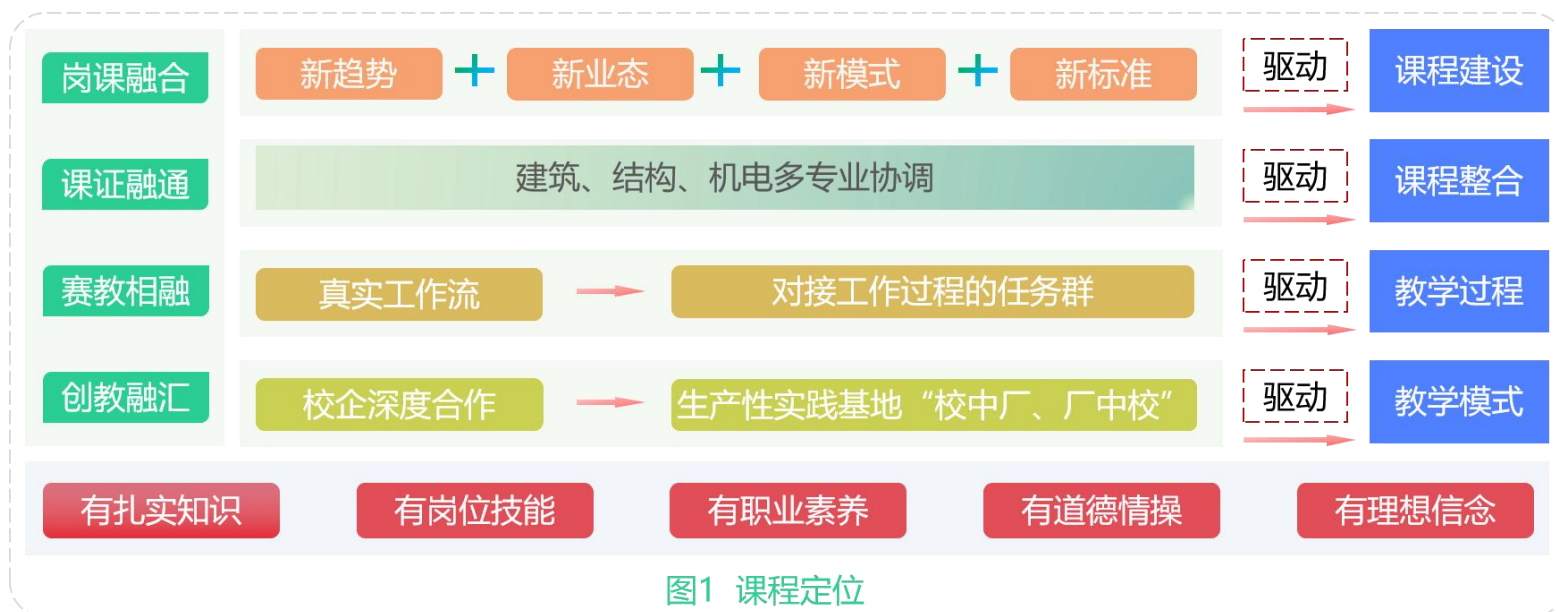 岗课融合 新趋势 + 新业态 + 新模式 + 新标准 驱动 课程建设
课证融通 建筑、结构、机电多专业协调 驱动 课程整合
赛教相融 真实工作流 对接工作过程的任务群 驱动 教学过程
创教融汇 校企深度合作 生产性实践基地“校中厂、厂中校” 驱动 教学模式
有扎实知识 有岗位技能 有职业素养 有道德情操 有理想信念
图1 课程定位